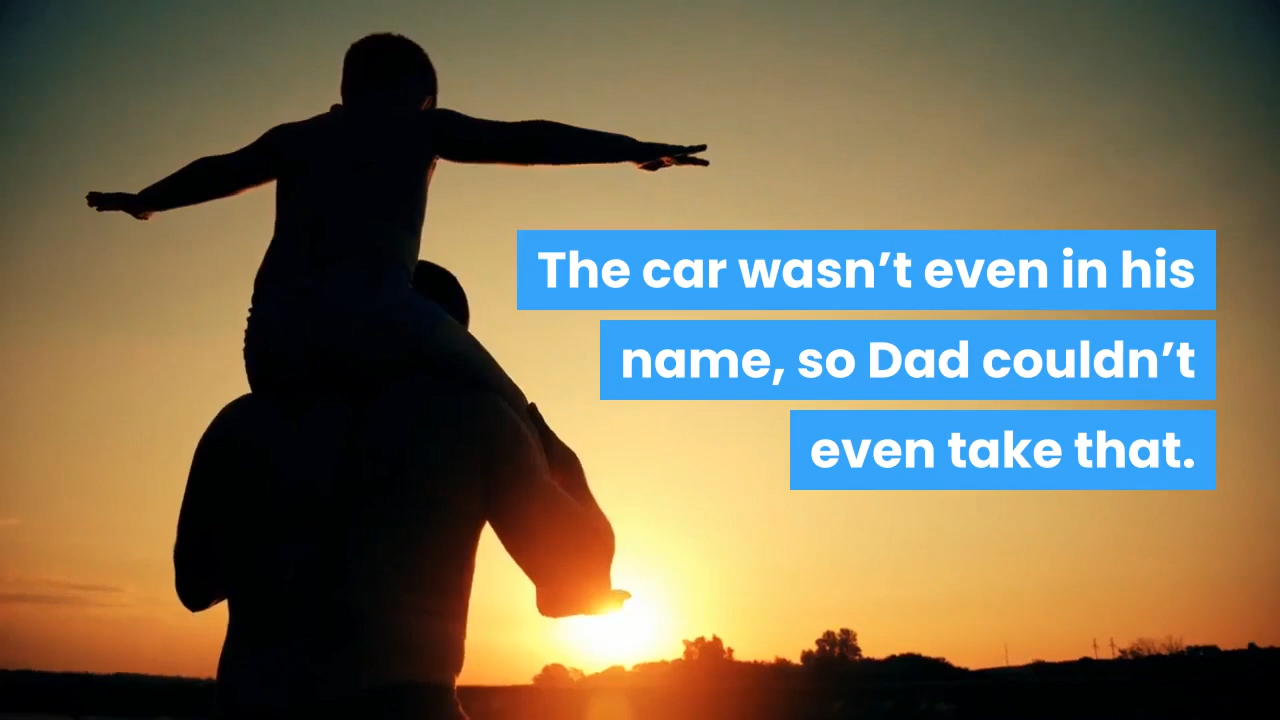 The car wasn’t even in his
name, so Dad couldn’t
even take that.